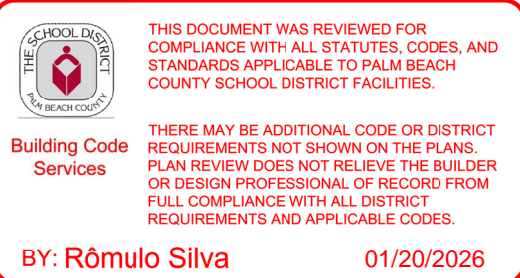 THE SCHOOL DISTRICT
PALM BEACH COUNTY
Building Code
Services
THIS DOCUMENT WAS REVIEWED FOR
COMPLIANCE WITH ALL STATUTES, CODES, AND
STANDARDS APPLICABLE TO PALM BEACH
COUNTY SCHOOL DISTRICT FACILITIES.
THERE MAY BE ADDITIONAL CODE OR DISTRICT
REQUIREMENTS NOT SHOWN ON THE PLANS.
PLAN REVIEW DOES NOT RELIEVE THE BUILDER
OR DESIGN PROFESSIONAL OF RECORD FROM
FULL COMPLIANCE WITH ALL DISTRICT
REQUIREMENTS AND APPLICABLE CODES.
BY: Rômulo Silva 01/20/2026